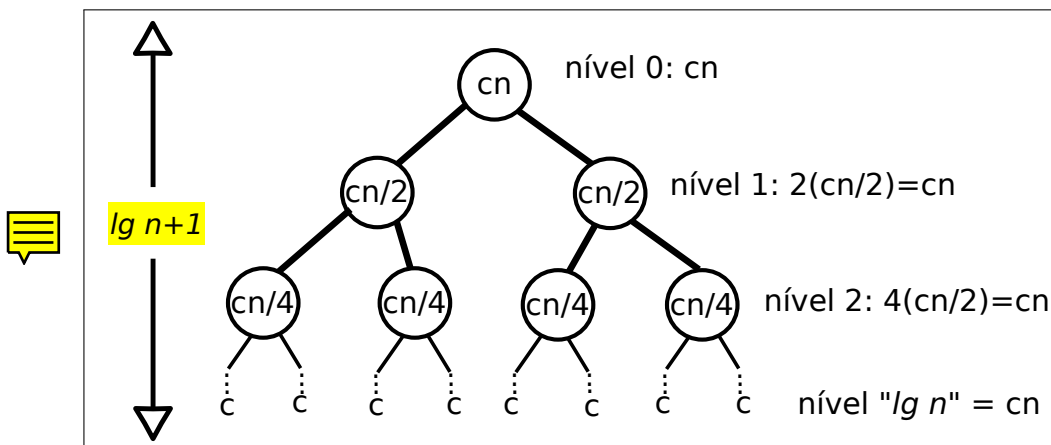 cn
nível 0: cn
cn/2 cn/2 nível 1: 2(cn/2)=cn
lg n+1
cn/4 cn/4 cn/4 cn/4 nível 2: 4(cn/2)=cn
c c c c c c c c nível "lg n" = cn